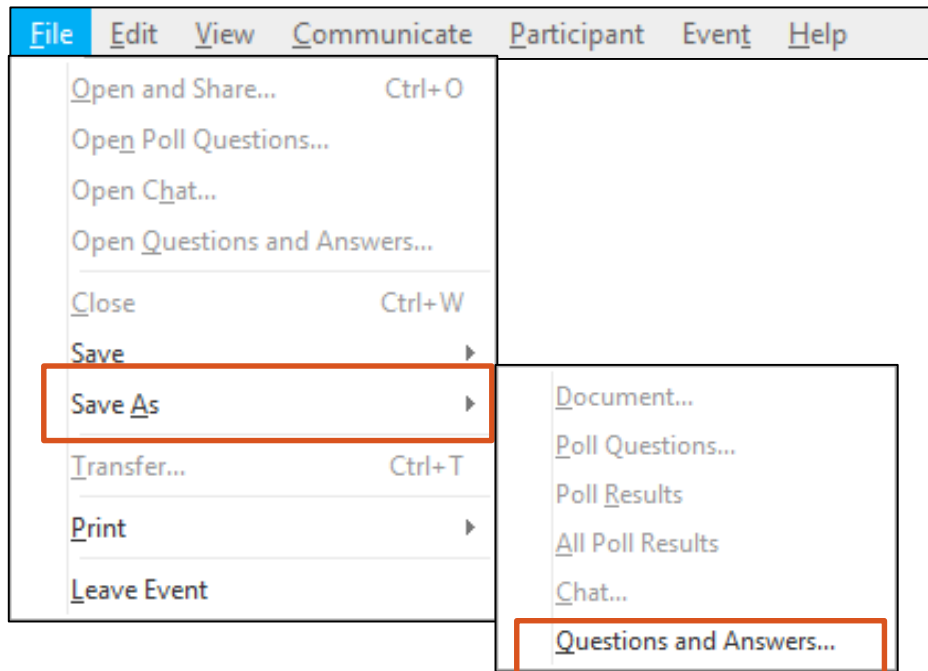 File Edit View Communicate Participant Event Help
Open and Share... Ctrl+O
Open Poll Questions...
Open Chat...
Open Questions and Answers...
Close Ctrl+W
Save
Save As
Transfer... Ctrl+T
Print
Leave Event
Document...
Poll Questions...
Poll Results
All Poll Results
Chat...
Questions and Answers...